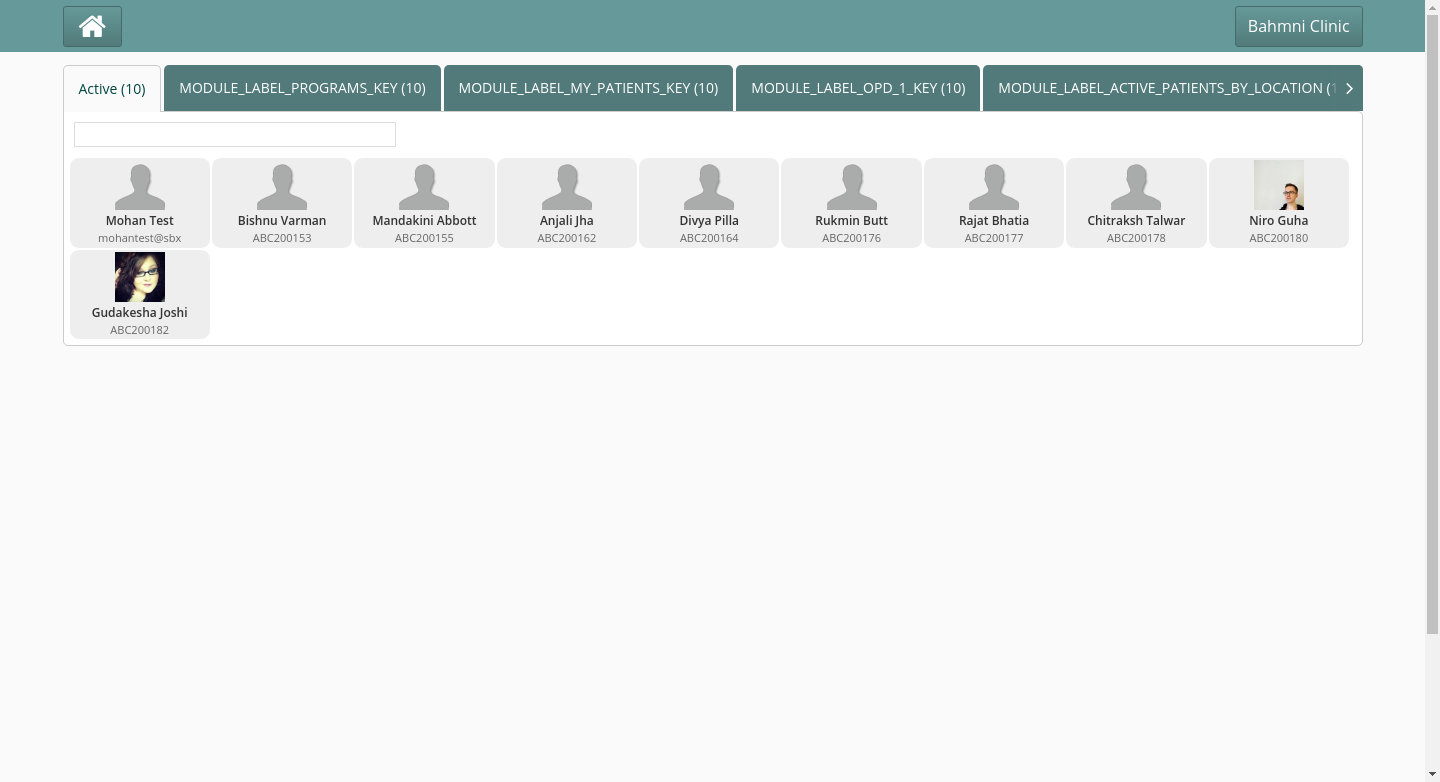 Bahmni Clinic
Active (10)
MODULE_LABEL_PROGRAMS_KEY (10)
MODULE_LABEL_MY_PATIENTS_KEY (10)
MODULE_LABEL_OPD_1_KEY (10)
MODULE_LABEL_ACTIVE_PATIENTS_BY_LOCATION (1
Mohan Test
mohantest@sbx
Bishnu Varman
ABC200153
Mandakini Abbott
ABC200155
Anjali Jha
ABC200162
Divya Pilla
ABC200164
Rukmin Butt
ABC200176
Rajat Bhatia
ABC200177
Chitraksh Talwar
ABC200178
Niro Guha
ABC200180
Gudakesha Joshi
ABC200182